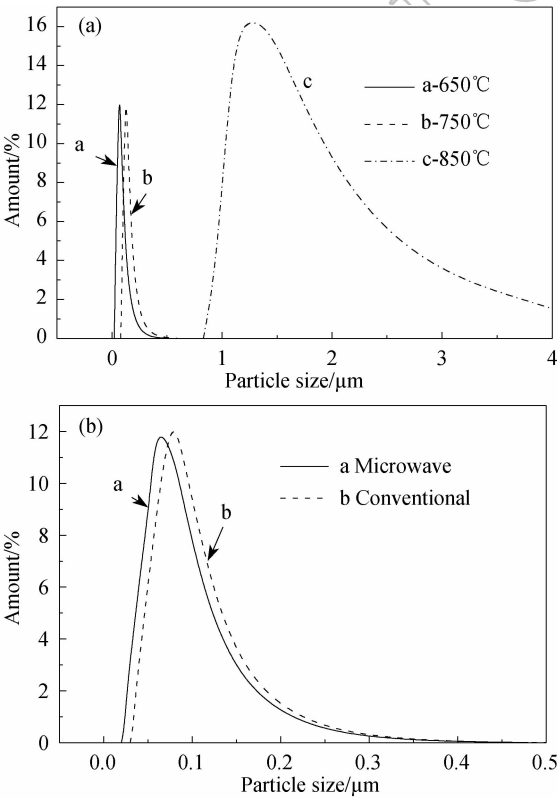 (a)
16
14
12
10
8
6
4
2
0
a
b
c
a-650℃
b-750℃
c-850℃
Amount/%
0 1 2 3 4
Particle size/μm
(b)
12
10
8
6
4
2
0
a
b
a Microwave
b Conventional
Amount/%
0.0 0.1 0.2 0.3 0.4 0.5
Particle size/μm